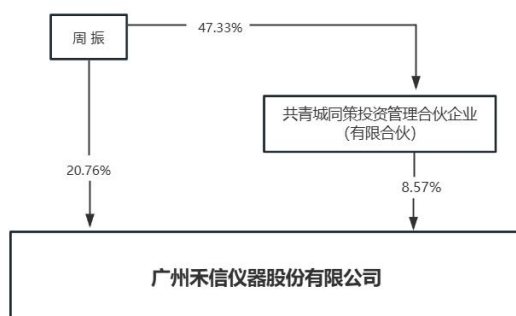 周 振
47.33%
共青城同策投资管理合伙企业
（有限合伙）
20.76%
8.57%
广州禾信仪器股份有限公司